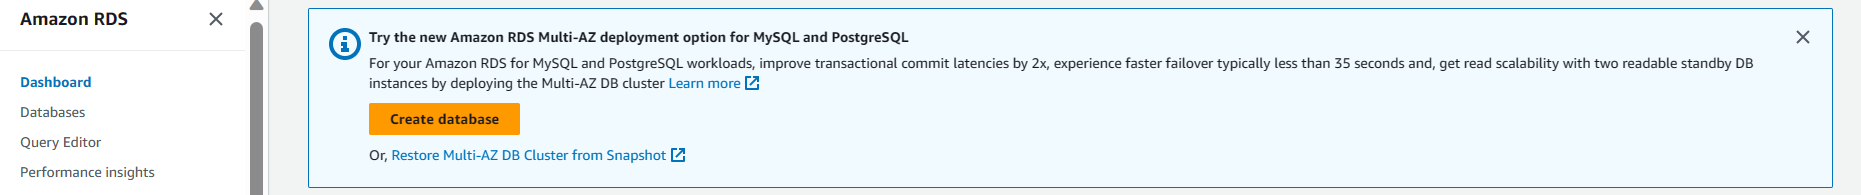 Amazon RDS
Dashboard
Databases
Query Editor
Performance insights
Try the new Amazon RDS Multi-AZ deployment option for MySQL and PostgreSQL
For your Amazon RDS for MySQL and PostgreSQL workloads, improve transactional commit latencies by 2x, experience faster failover typically less than 35 seconds and, get read scalability with two readable standby DB
instances by deploying the Multi-AZ DB cluster Learn more
Create database
Or, Restore Multi-AZ DB Cluster from Snapshot